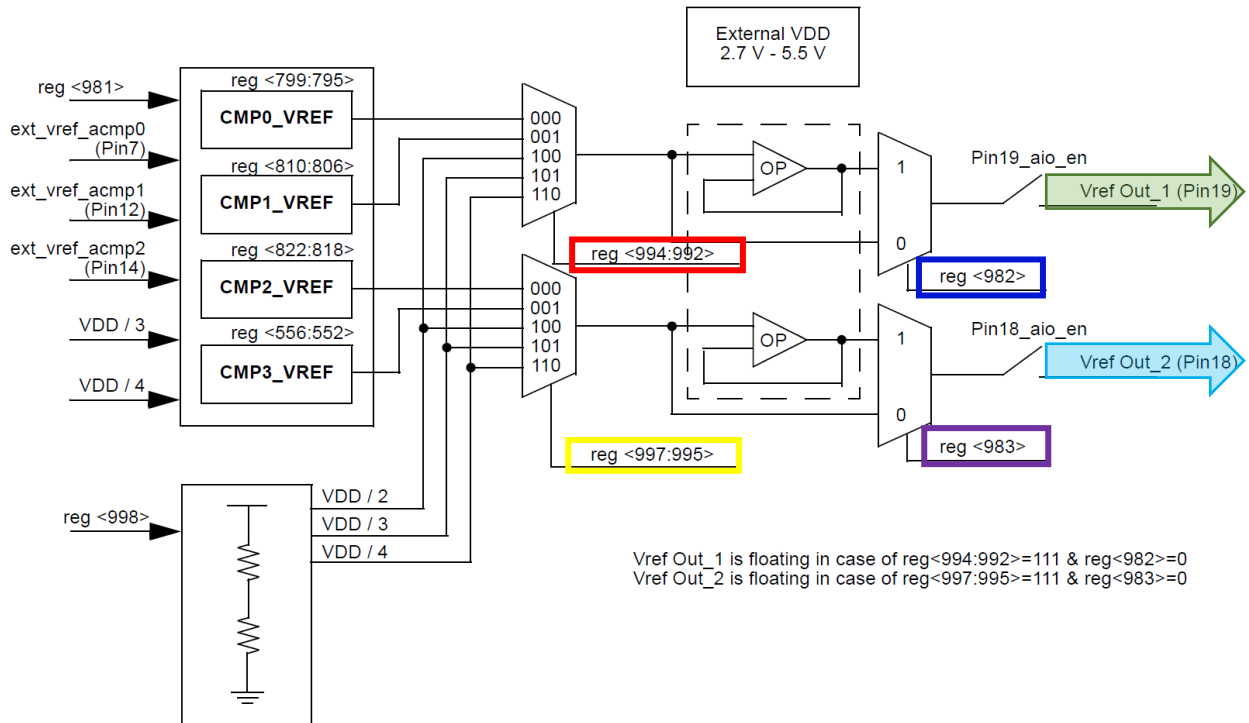 External VDD
2.7 V - 5.5 V
reg <981>
ext_vref_acmp0
(Pin7)
ext_vref_acmp1
(Pin12)
ext_vref_acmp2
(Pin14)
VDD / 3
VDD / 4
reg <799:795>
CMP0_VREF
reg <810:806>
CMP1_VREF
reg <822:818>
CMP2_VREF
reg <556:552>
CMP3_VREF
000
001
100
101
110
reg <994:992>
OP
1
0
reg <982>
Pin19_aio_en
Vref Out_1 (Pin19)
000
001
100
101
110
reg <997:995>
OP
1
0
reg <983>
Pin18_aio_en
Vref Out_2 (Pin18)
reg <998>
VDD / 2
VDD / 3
VDD / 4
Vref Out_1 is floating in case of reg<994:992>=111 & reg<982>=0
Vref Out_2 is floating in case of reg<997:995>=111 & reg<983>=0